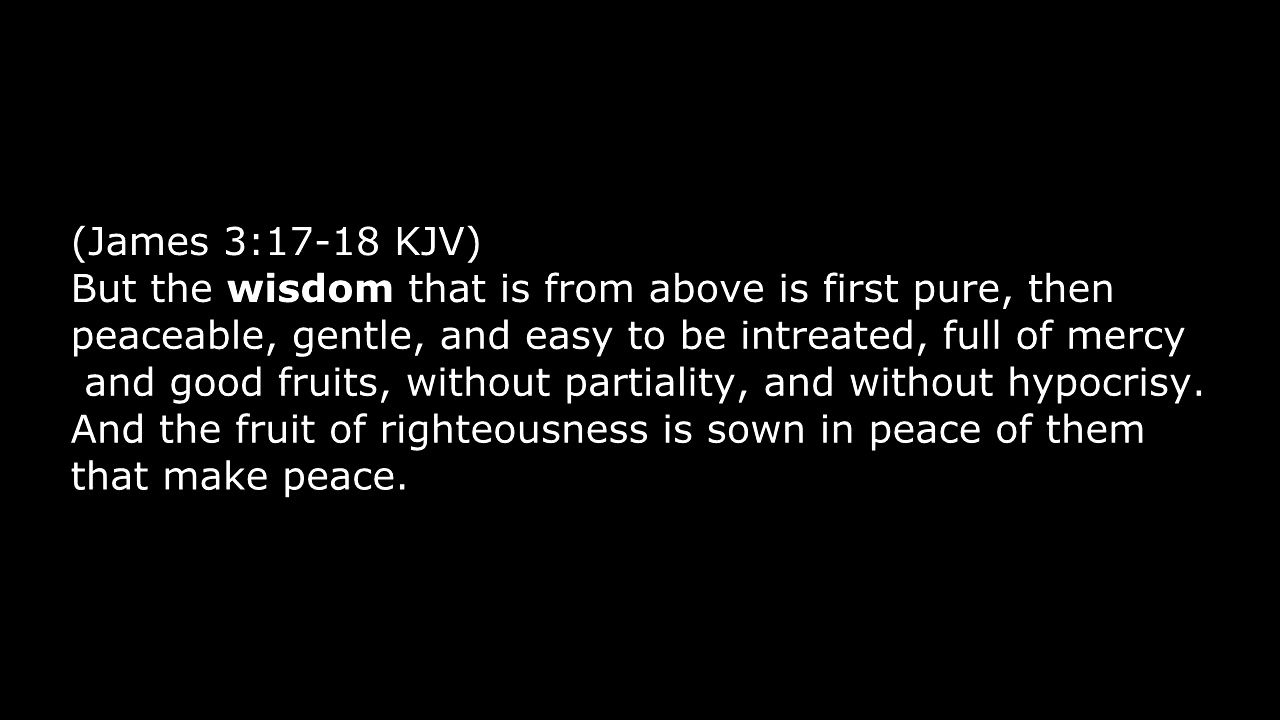 (James 3:17-18 KJV)
But the wisdom that is from above is first pure, then
peaceable, gentle, and easy to be intreated, full of mercy
and good fruits, without partiality, and without hypocrisy.
And the fruit of righteousness is sown in peace of them
that make peace.